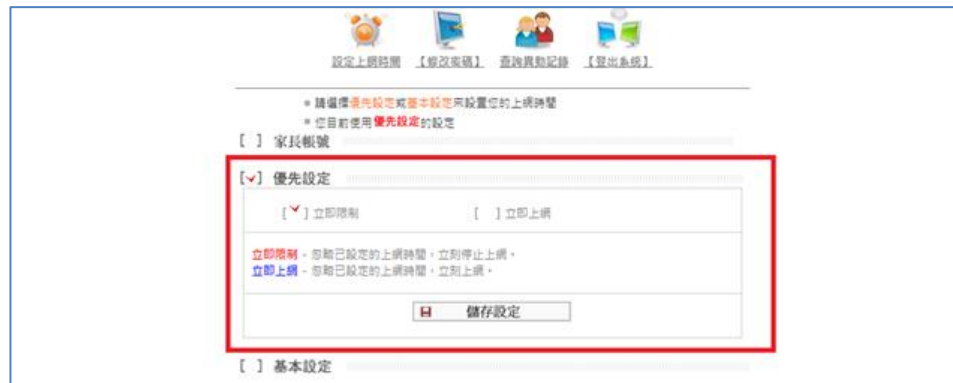 設定上網時間 【修改密碼】 查詢異動記錄 【登出系統】
請選擇優先設定或基本設定來設置您的上網時間
您目前使用優先設定的設定
[ ] 家長帳號
[✓] 優先設定
[✓] 立即限制 [ ] 立即上網
立即限制 - 忽略已設定的上網時間，立刻停止上網。
立即上網 - 忽略已設定的上網時間，立刻上網。
儲存設定
[ ] 基本設定